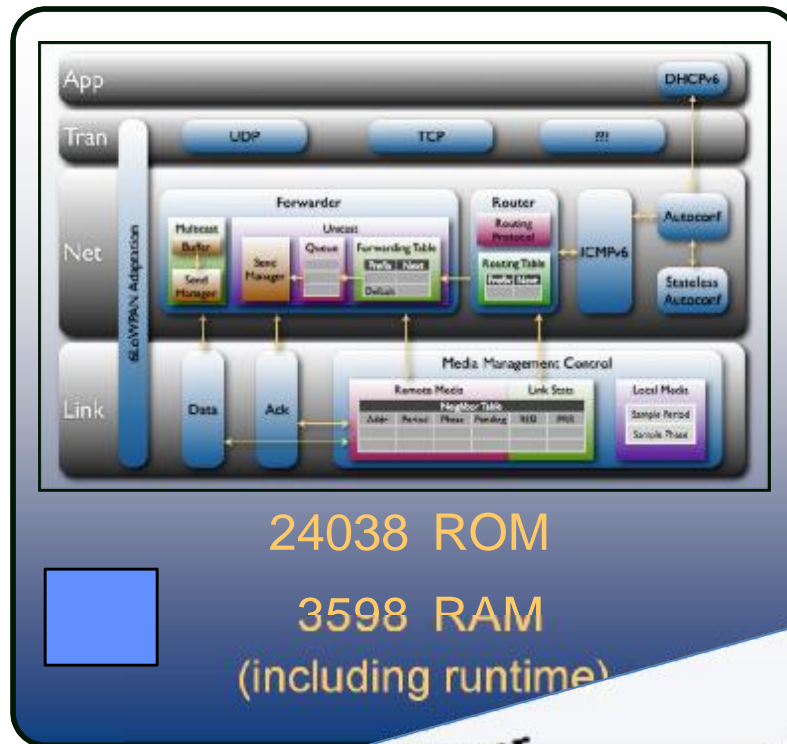 App
DHCPv6
Tran
UDP
TCP
???
Net
6LoWPAN Adaptation
Forwarder
Multicast
Buffer
Send
Manager
Unicast
Send
Manager
Queue
Forwarding Table
Prefix Next
Default
Router
Routing
Protocol
Routing Table
Prefix Next
ICMPv6
Autoconf
Stateless
Autoconf
Link
Data
Ack
Media Management Control
Remote Media
Link Stats
Neighbor Table
Addr Period Phase Pending RSSI PRR
Local Media
Sample Period
Sample Phase
24038 ROM
3598 RAM
(including runtime)